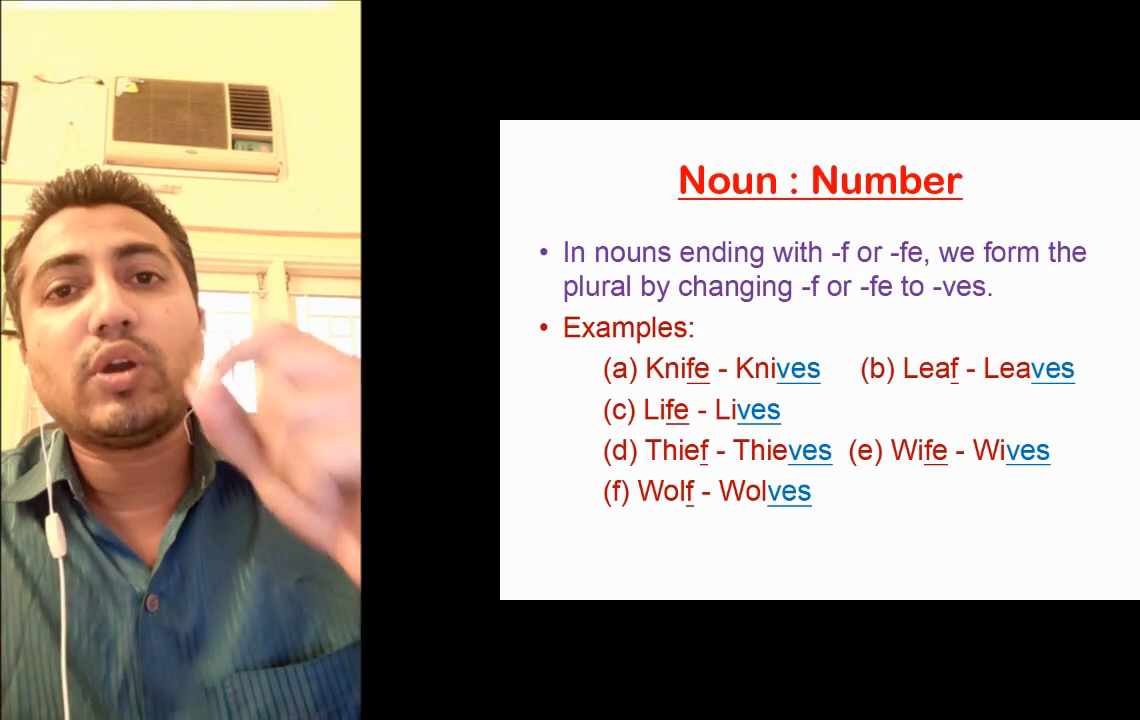 Noun : Number
• In nouns ending with -f or -fe, we form the
plural by changing -f or -fe to -ves.
• Examples:
(a) Knife - Knives (b) Leaf - Leaves
(c) Life - Lives
(d) Thief - Thieves (e) Wife - Wives
(f) Wolf - Wolves